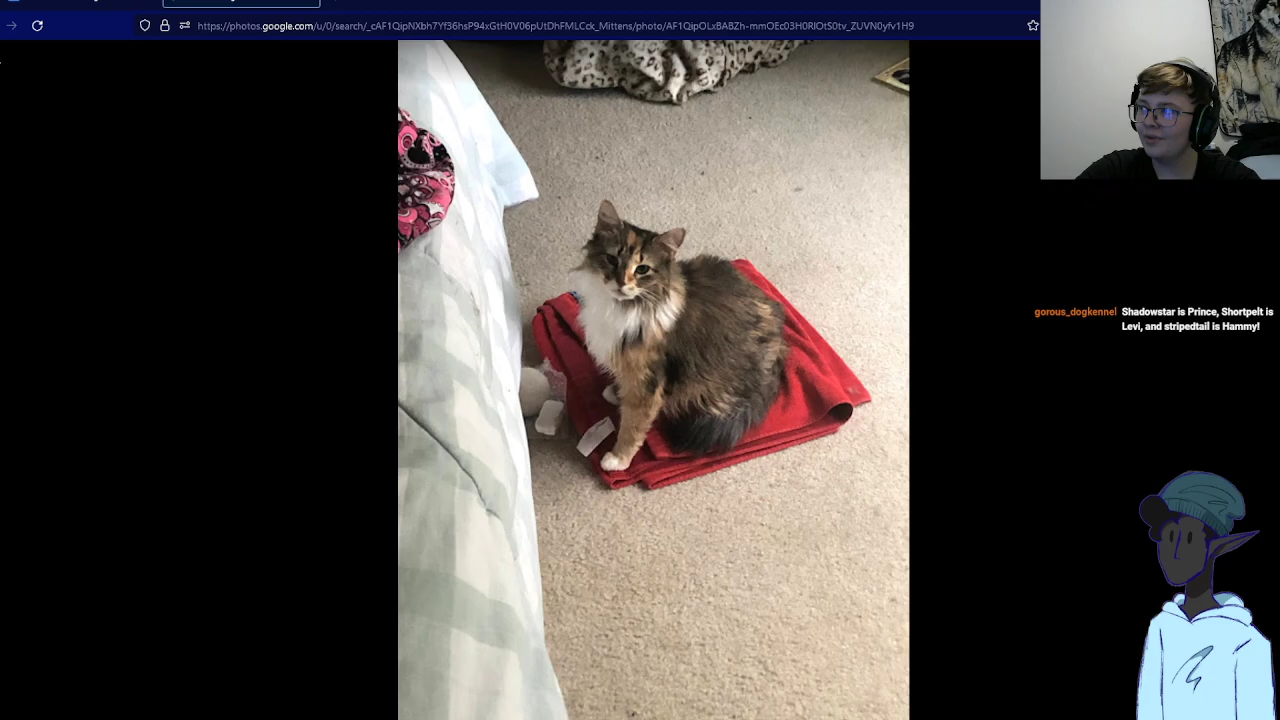 https://photos.google.com/u/0/search/_cAF1QipNXbh7Yf36hsP94xGtH0V06pUtDhFMLCck_Mittens/photo/AF1QipOLxBABZh-mmOEc03H0RlOtS0tv_ZUVN0yfv1H9
gorous_dogkennel Shadowstar is Prince, Shortpelt is
Levi, and stripedtail is Hammy!